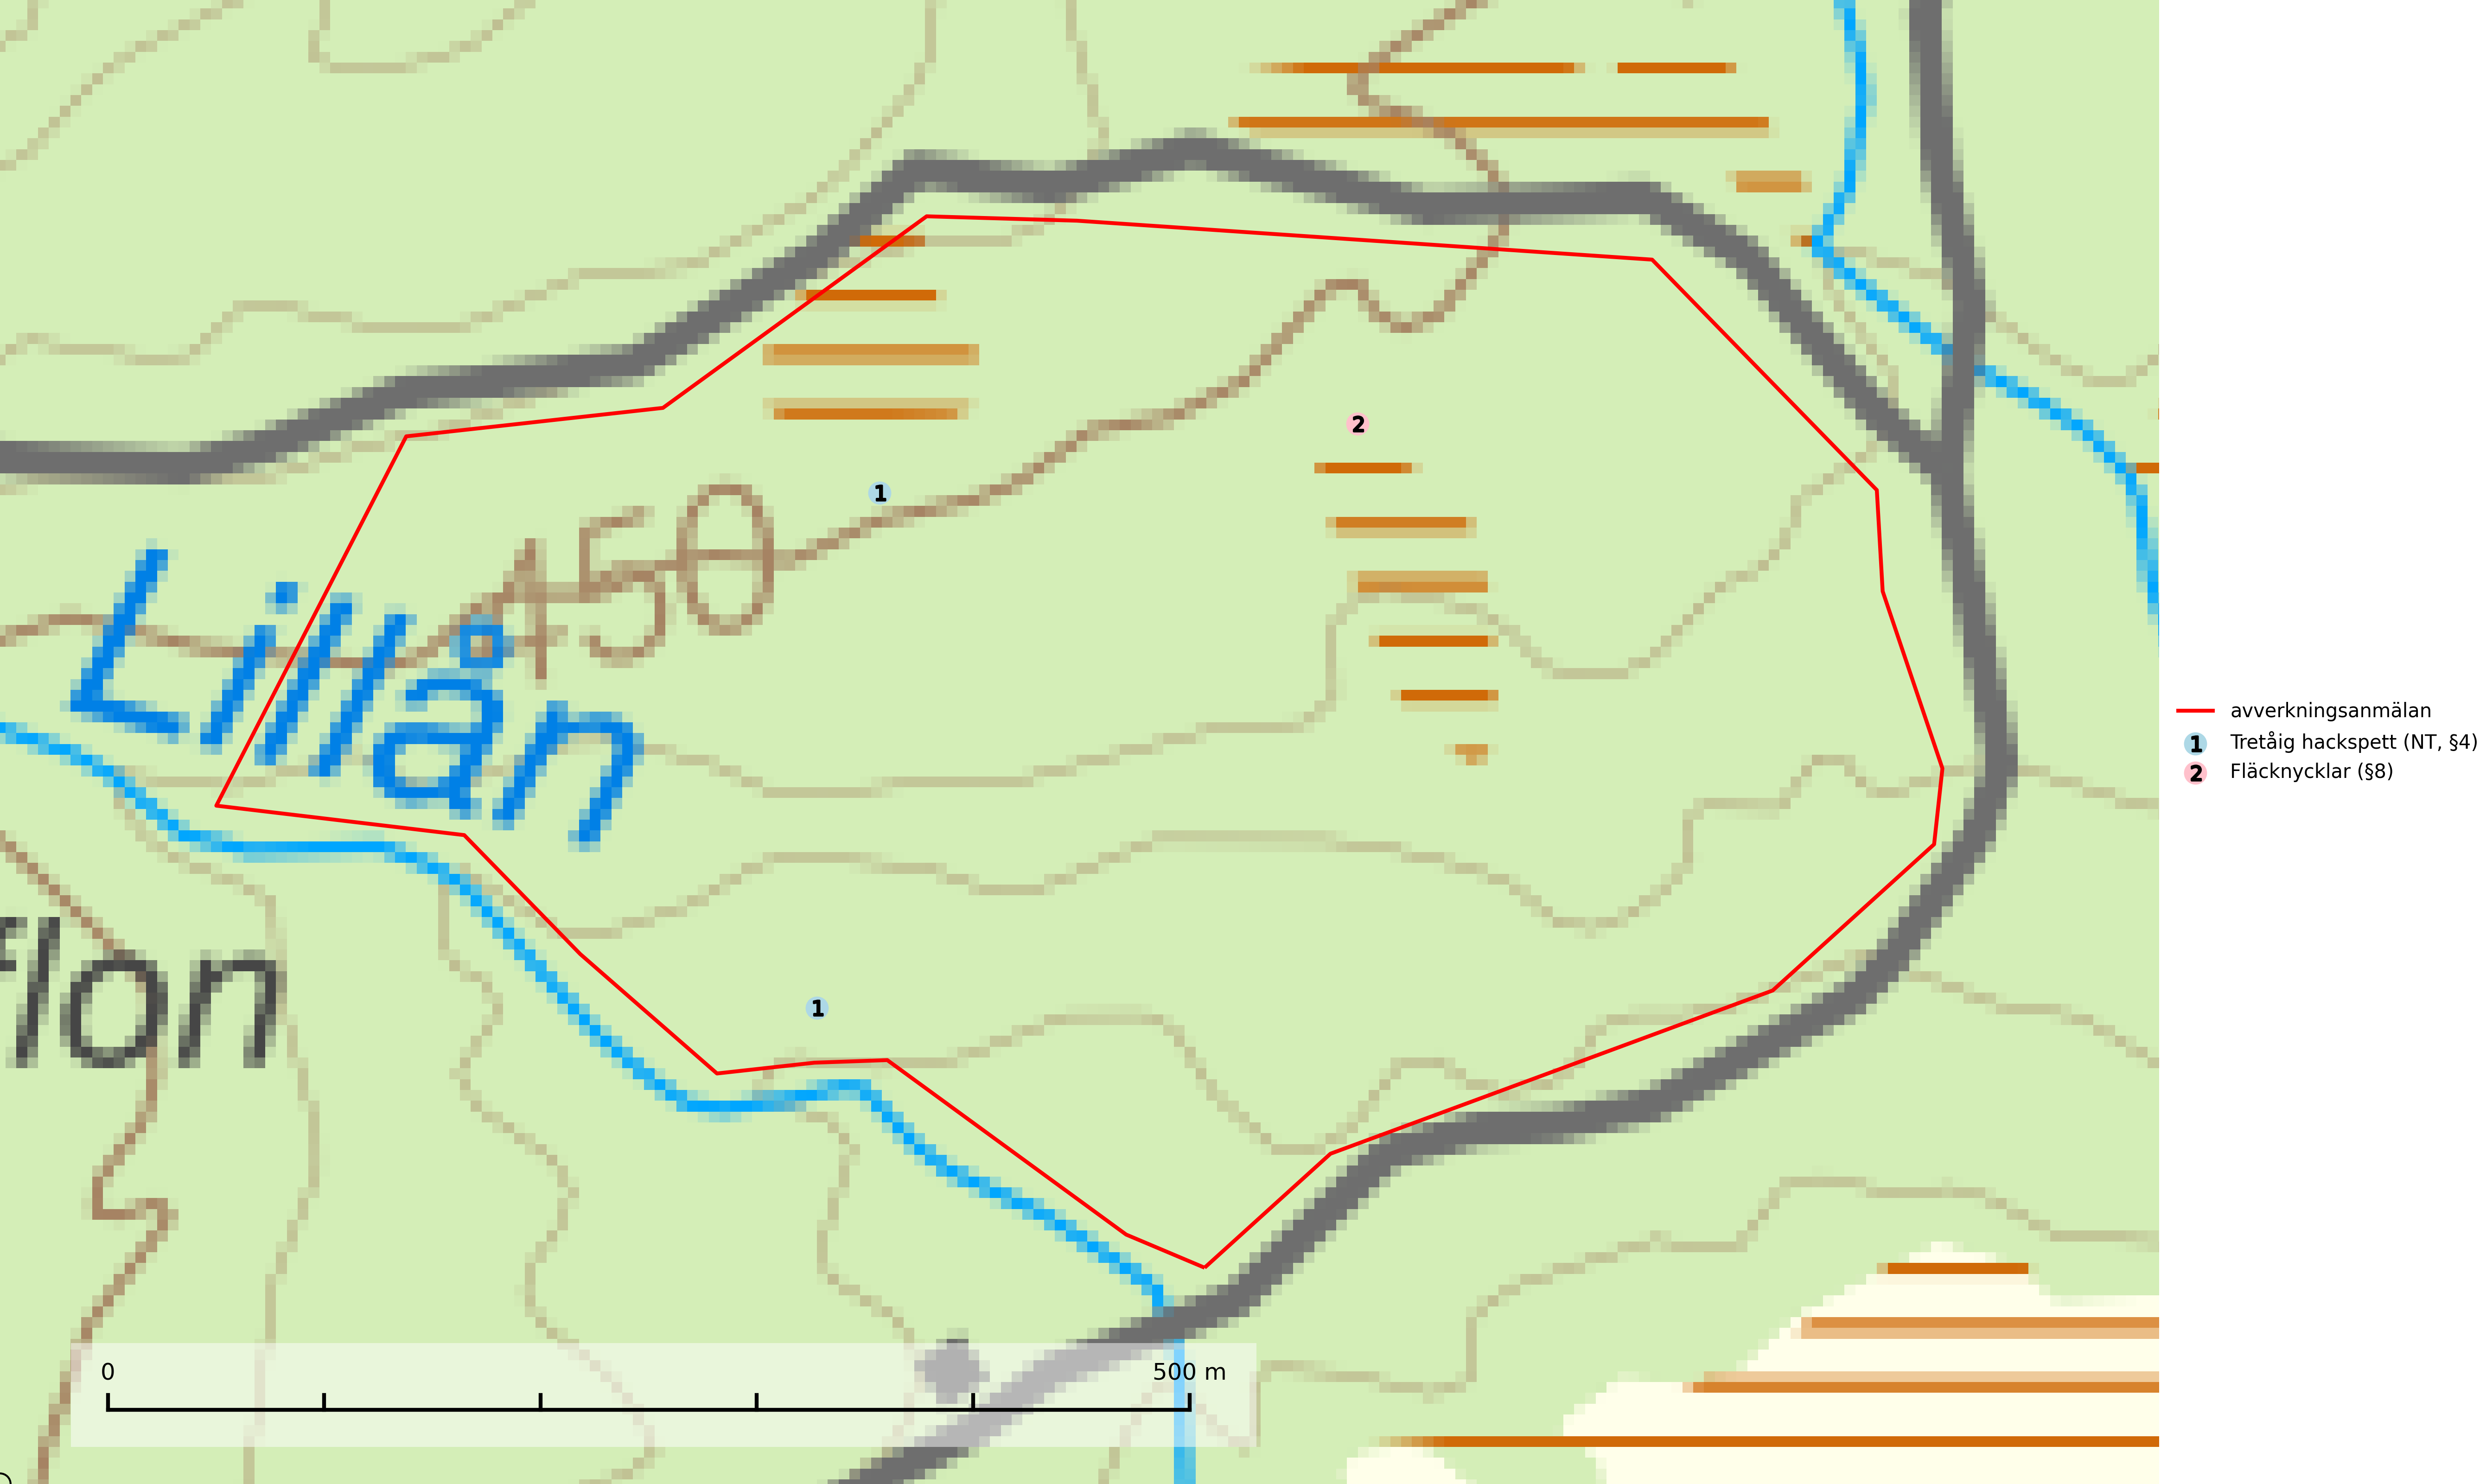 2
1
450
Lillån
flon
1
0 500 m
avverkningsanmälan
1 Tretåig hackspett (NT, §4)
2 Fläcknycklar (§8)